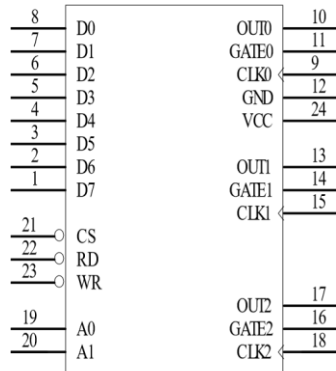 8 D0 OUT0 10
7 D1 GATE0 11
6 D2 CLK0 9
5 D3 GND 12
4 D4 VCC 24
3 D5
2 D6 OUT1 13
1 D7 GATE1 14
CLK1 15
21 CS
22 RD
23 WR
OUT2 17
19 A0 GATE2 16
20 A1 CLK2 18